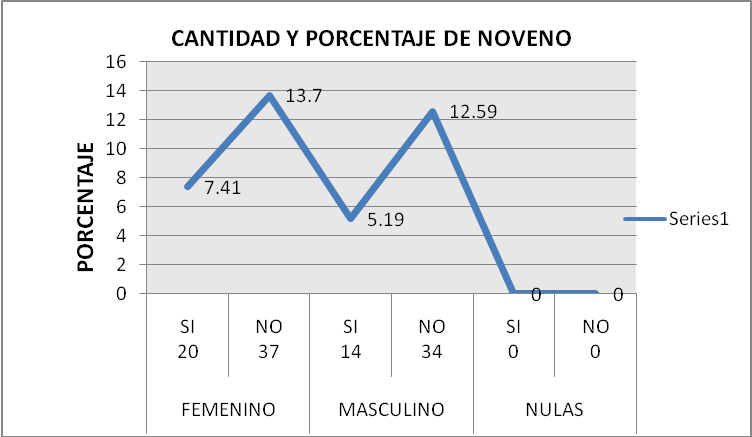 CANTIDAD Y PORCENTAJE DE NOVENO
PORCENTAJE
16
14
12
10
8
6
4
2
0
7.41
13.7
5.19
12.59
0
0
SI NO SI NO SI NO
20 37 14 34 0 0
FEMENINO MASCULINO NULAS
Series1